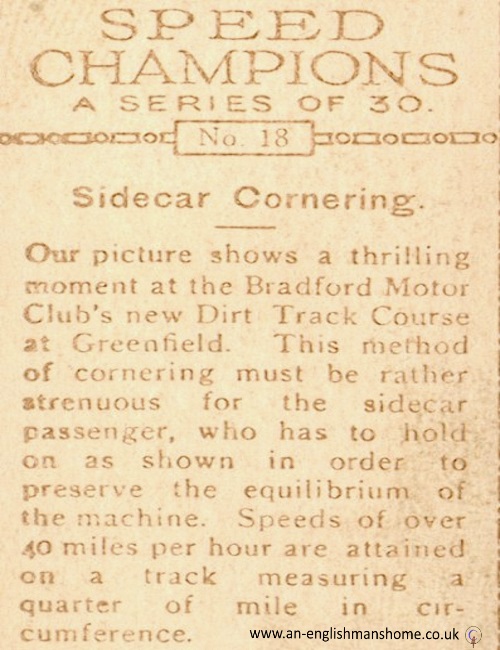 SPEED
CHAMPIONS
A SERIES OF 30.
No. 18
Sidecar Cornering.
Our picture shows a thrilling
moment at the Bradford Motor
Club's new Dirt Track Course
at Greenfield. This method
of cornering must be rather
strenuous for the sidecar
passenger, who has to hold
on as shown in order to
preserve the equilibrium of
the machine. Speeds of over
40 miles per hour are attained
on a track measuring a
quarter of mile in cir-
cumference.
www.an-englishmanshome.co.uk